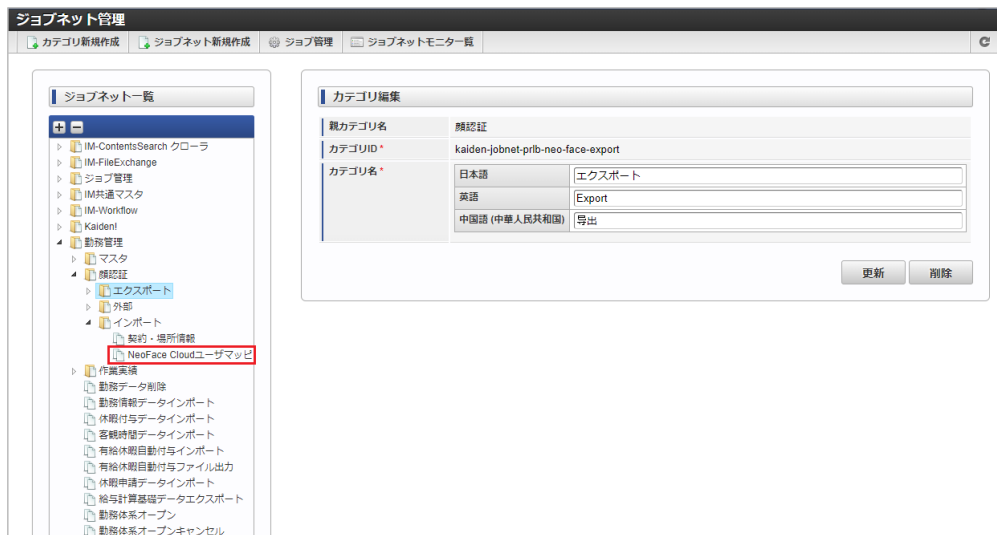 ジョブネット管理
カテゴリ新規作成 ジョブネット新規作成 ジョブ管理 ジョブネットモニタ一覧
ジョブネット一覧
IM-ContentsSearch クローラ
IM-FileExchange
ジョブ管理
IM共通マスタ
IM-Workflow
Kaiden!
勤務管理
マスタ
顔認証
エクスポート
外部
インポート
契約・場所情報
NeoFace Cloudユーザマッピ
作業実績
勤務データ削除
勤務情報データインポート
休暇付与データインポート
客観時間データインポート
有給休暇自動付与インポート
有給休暇自動付与ファイル出力
休暇申請データインポート
給与計算基礎データエクスポート
勤務体系オープン
勤務体系オープンキャンセル
カテゴリ編集
親カテゴリ名 顔認証
カテゴリID * kaiden-jobnet-prlb-neo-face-export
カテゴリ名 *
日本語 エクスポート
英語 Export
中国語 (中華人民共和国) 导出
更新 削除